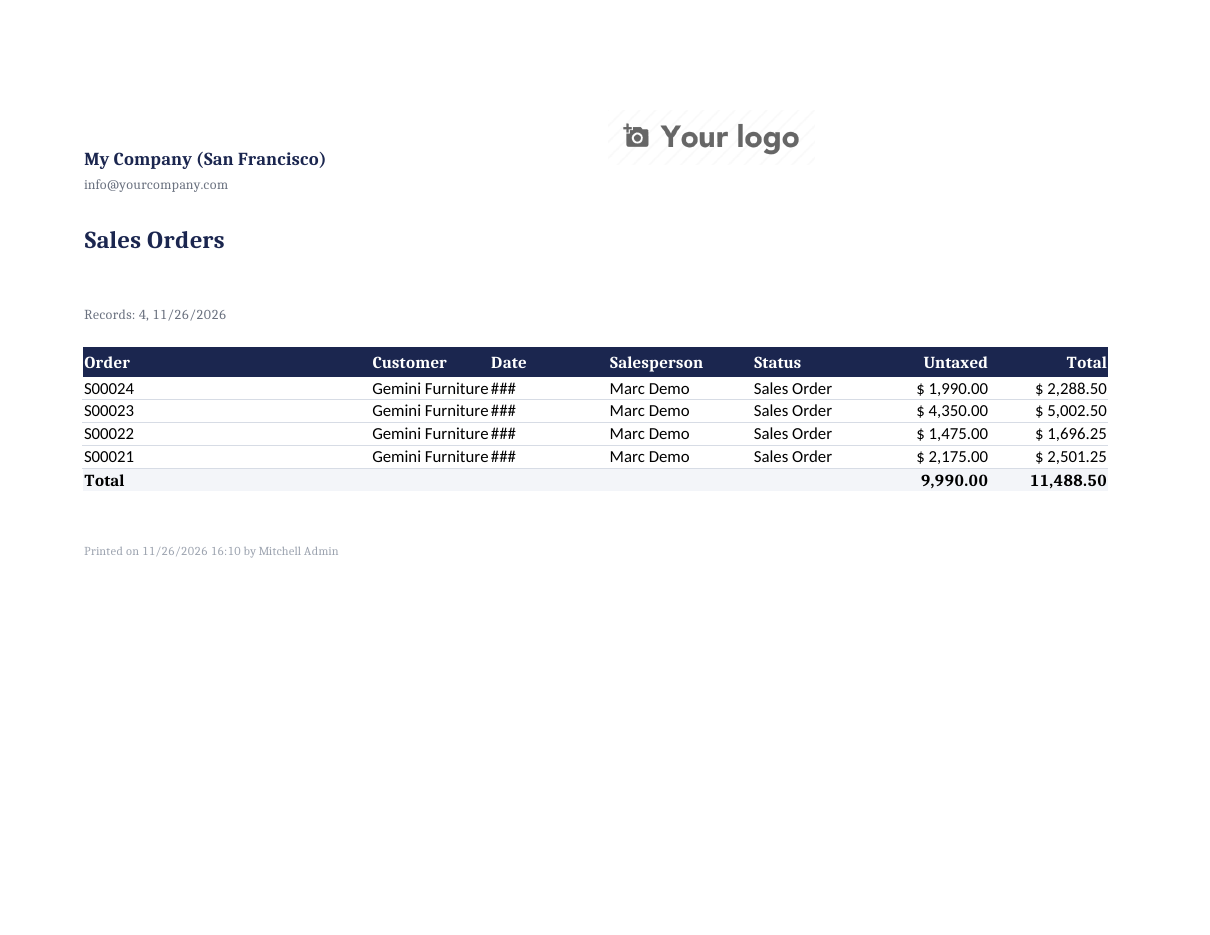 Your logo
My Company (San Francisco)
info@yourcompany.com
Sales Orders
Records: 4, 11/26/2026
Order Customer Date Salesperson Status Untaxed Total
S00024 Gemini Furniture ### Marc Demo Sales Order $ 1,990.00 $ 2,288.50
S00023 Gemini Furniture ### Marc Demo Sales Order $ 4,350.00 $ 5,002.50
S00022 Gemini Furniture ### Marc Demo Sales Order $ 1,475.00 $ 1,696.25
S00021 Gemini Furniture ### Marc Demo Sales Order $ 2,175.00 $ 2,501.25
Total 9,990.00 11,488.50
Printed on 11/26/2026 16:10 by Mitchell Admin